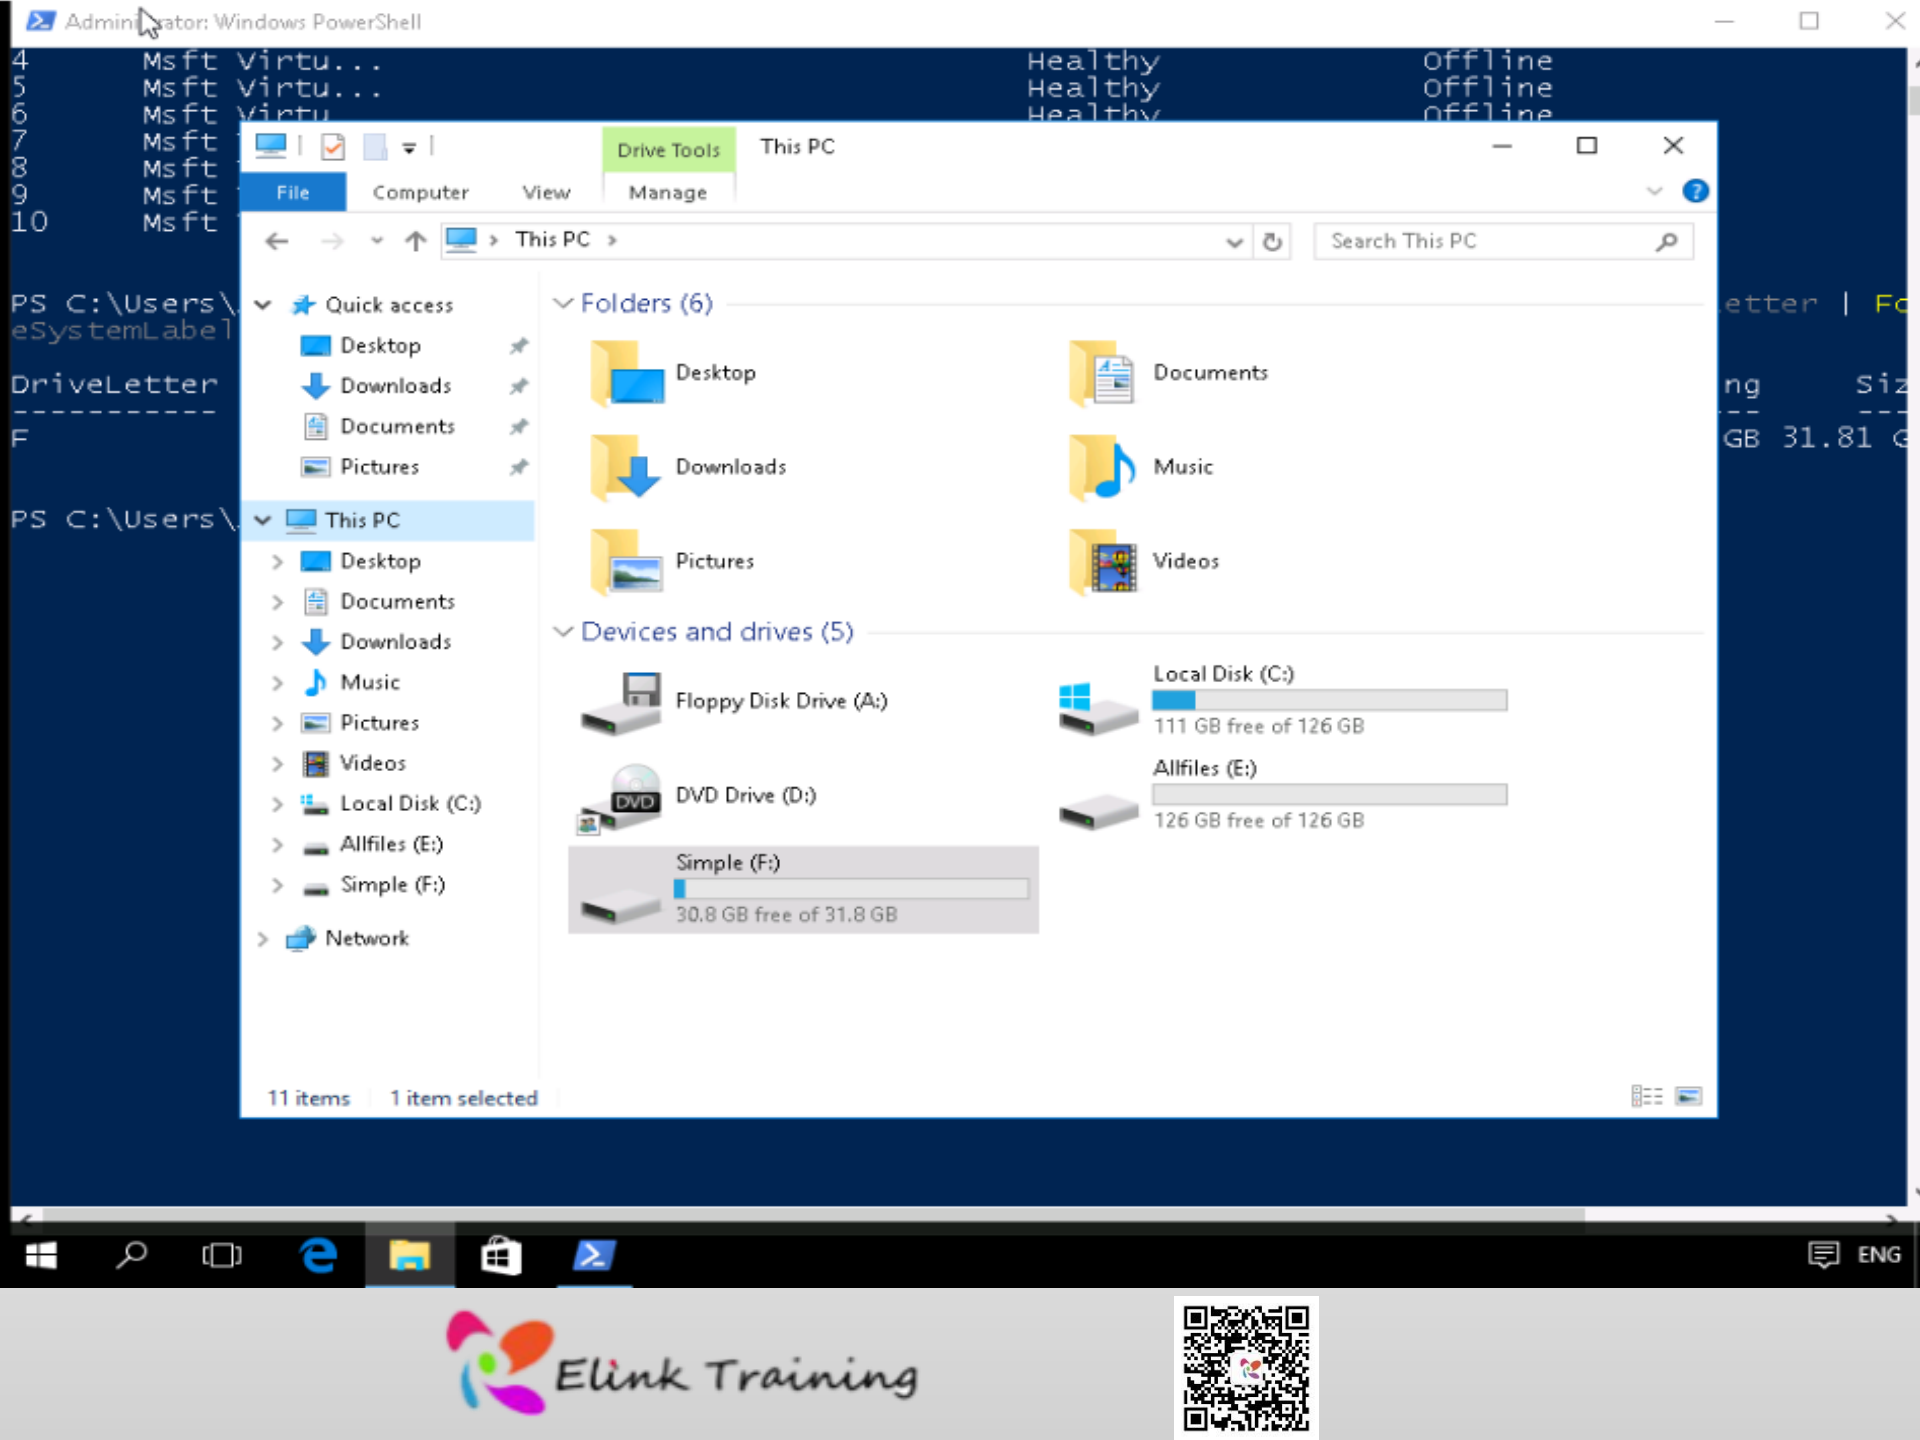 Administrator: Windows PowerShell
4 Msft Virtu... Healthy Offline
5 Msft Virtu... Healthy Offline
6 Msft Virtu Healthy Offline
7 Msft
8 Msft
9 Msft
10 Msft
Drive Tools This PC
File Computer View Manage
This PC
Search This PC
PS C:\Users\ etter | Fo
eSystemLabel
DriveLetter ng Siz
----------- -- ---
F GB 31.81 G
PS C:\Users\
Quick access
Desktop
Downloads
Documents
Pictures
This PC
Desktop
Documents
Downloads
Music
Pictures
Videos
Local Disk (C:)
Allfiles (E:)
Simple (F:)
Network
Folders (6)
Desktop
Documents
Downloads
Music
Pictures
Videos
Devices and drives (5)
Floppy Disk Drive (A:)
Local Disk (C:)
111 GB free of 126 GB
DVD
DVD Drive (D:)
Allfiles (E:)
126 GB free of 126 GB
Simple (F:)
30.8 GB free of 31.8 GB
11 items 1 item selected
ENG
Elink Training